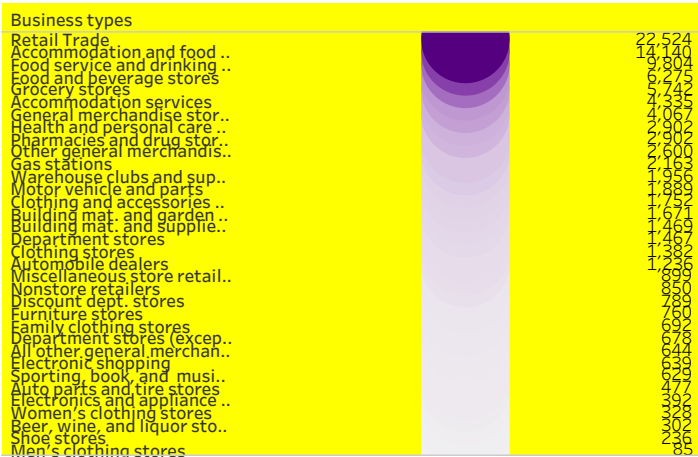 Business types
Retail Trade 22,524
Accommodation and food .. 14,140
Food service and drinking .. 9,804
Food and beverage stores 6,275
Grocery stores 5,742
Accommodation services 4,335
General merchandise stor.. 4,067
Health and personal care .. 2,902
Pharmacies and drug stor.. 2,902
Other general merchandis.. 2,600
Gas stations 2,163
Warehouse clubs and sup.. 1,956
Motor vehicle and parts 1,889
Clothing and accessories .. 1,752
Building mat. and garden .. 1,671
Building mat. and supplie.. 1,469
Department stores 1,467
Clothing stores 1,382
Automobile dealers 1,236
Miscellaneous store retail.. 899
Nonstore retailers 850
Discount dept. stores 789
Furniture stores 760
Family clothing stores 692
Department stores (excep.. 678
All other general merchan.. 644
Electronic shopping 639
Sporting, book, and musi.. 629
Auto parts and tire stores 477
Electronics and appliance .. 392
Women's clothing stores 328
Beer, wine, and liquor sto.. 302
Shoe stores 236
Men's clothing stores 85